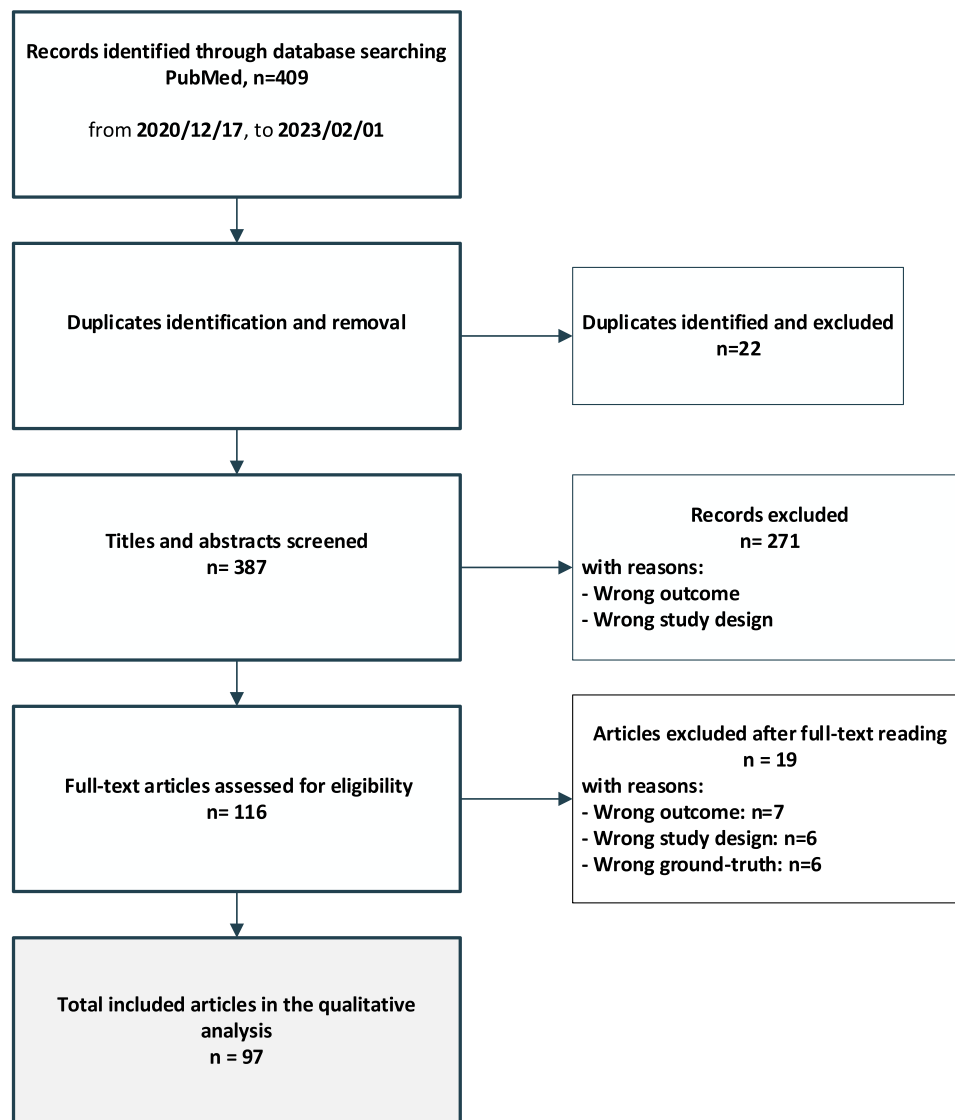 Records identified through database searching
PubMed, n=409
from 2020/12/17, to 2023/02/01
Duplicates identification and removal
Duplicates identified and excluded
n=22
Titles and abstracts screened
n= 387
Records excluded
n= 271
with reasons:
- Wrong outcome
- Wrong study design
Full-text articles assessed for eligibility
n= 116
Articles excluded after full-text reading
n = 19
with reasons:
- Wrong outcome: n=7
- Wrong study design: n=6
- Wrong ground-truth: n=6
Total included articles in the qualitative
analysis
n = 97